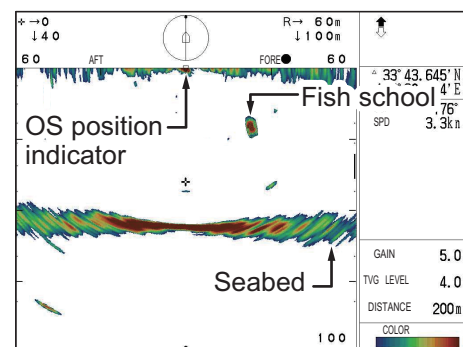 →0 R→ 60m
↓40 ↓100m
60 AFT FORE 60
33°43.645'N
Fish school 4'E
76°
SPD 3.3kn
OS position
indicator
Seabed
GAIN 5.0
TVG LEVEL 4.0
DISTANCE 200m
100
COLOR